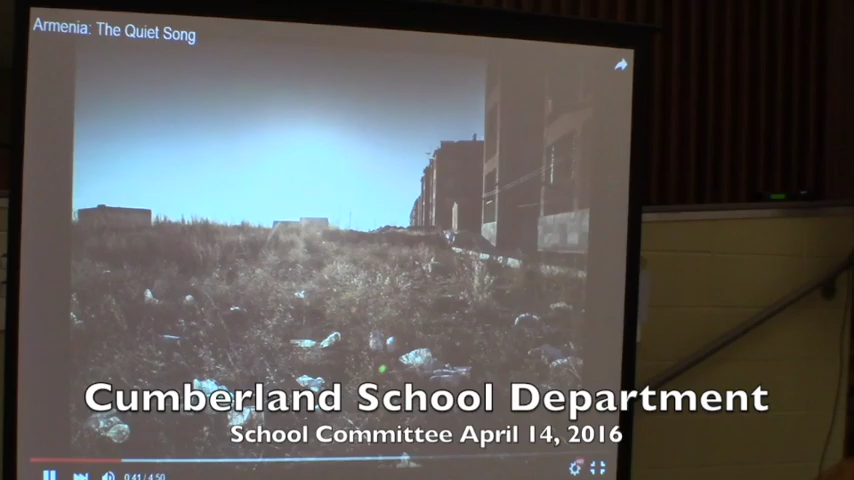 Armenia: The Quiet Song
Cumberland School Department
School Committee April 14, 2016
0:41 / 4:50